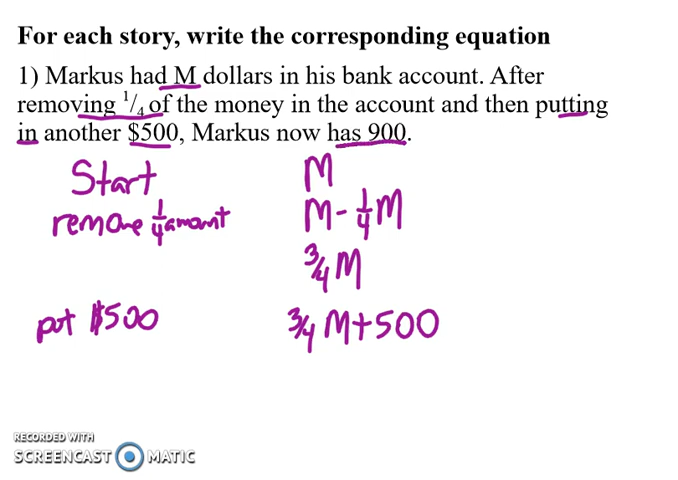 For each story, write the corresponding equation
1) Markus had M dollars in his bank account. After
removing 1/4 of the money in the account and then putting
in another $500, Markus now has 900.
Start M
remove 1/4 amount M - 1/4 M
3/4 M
put $500 3/4 M + 500
RECORDED WITH
SCREENCAST O MATIC